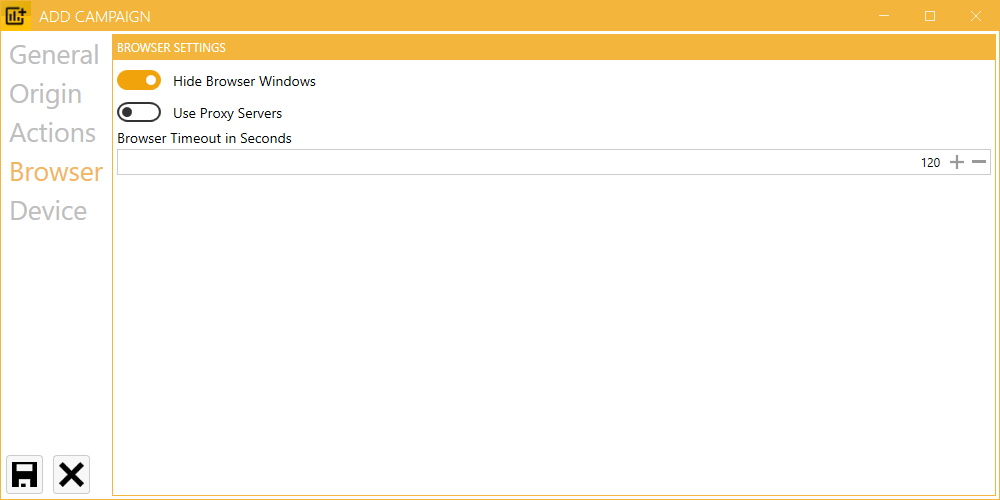 ADD CAMPAIGN
General
Origin
Actions
Browser
Device
BROWSER SETTINGS
Hide Browser Windows
Use Proxy Servers
Browser Timeout in Seconds
120